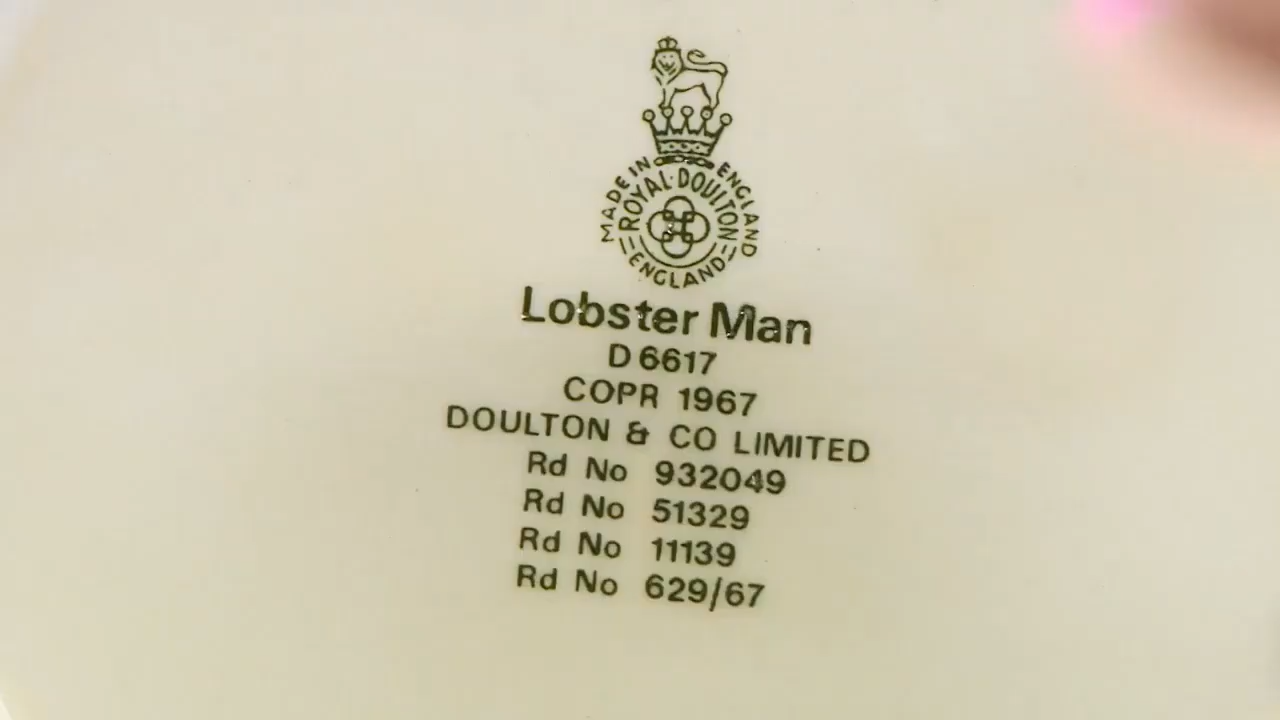 MADE IN ENGLAND
ROYAL·DOULTON
ENGLAND
Lobster Man
D 6617
COPR 1967
DOULTON & CO LIMITED
Rd No 932049
Rd No 51329
Rd No 11139
Rd No 629/67